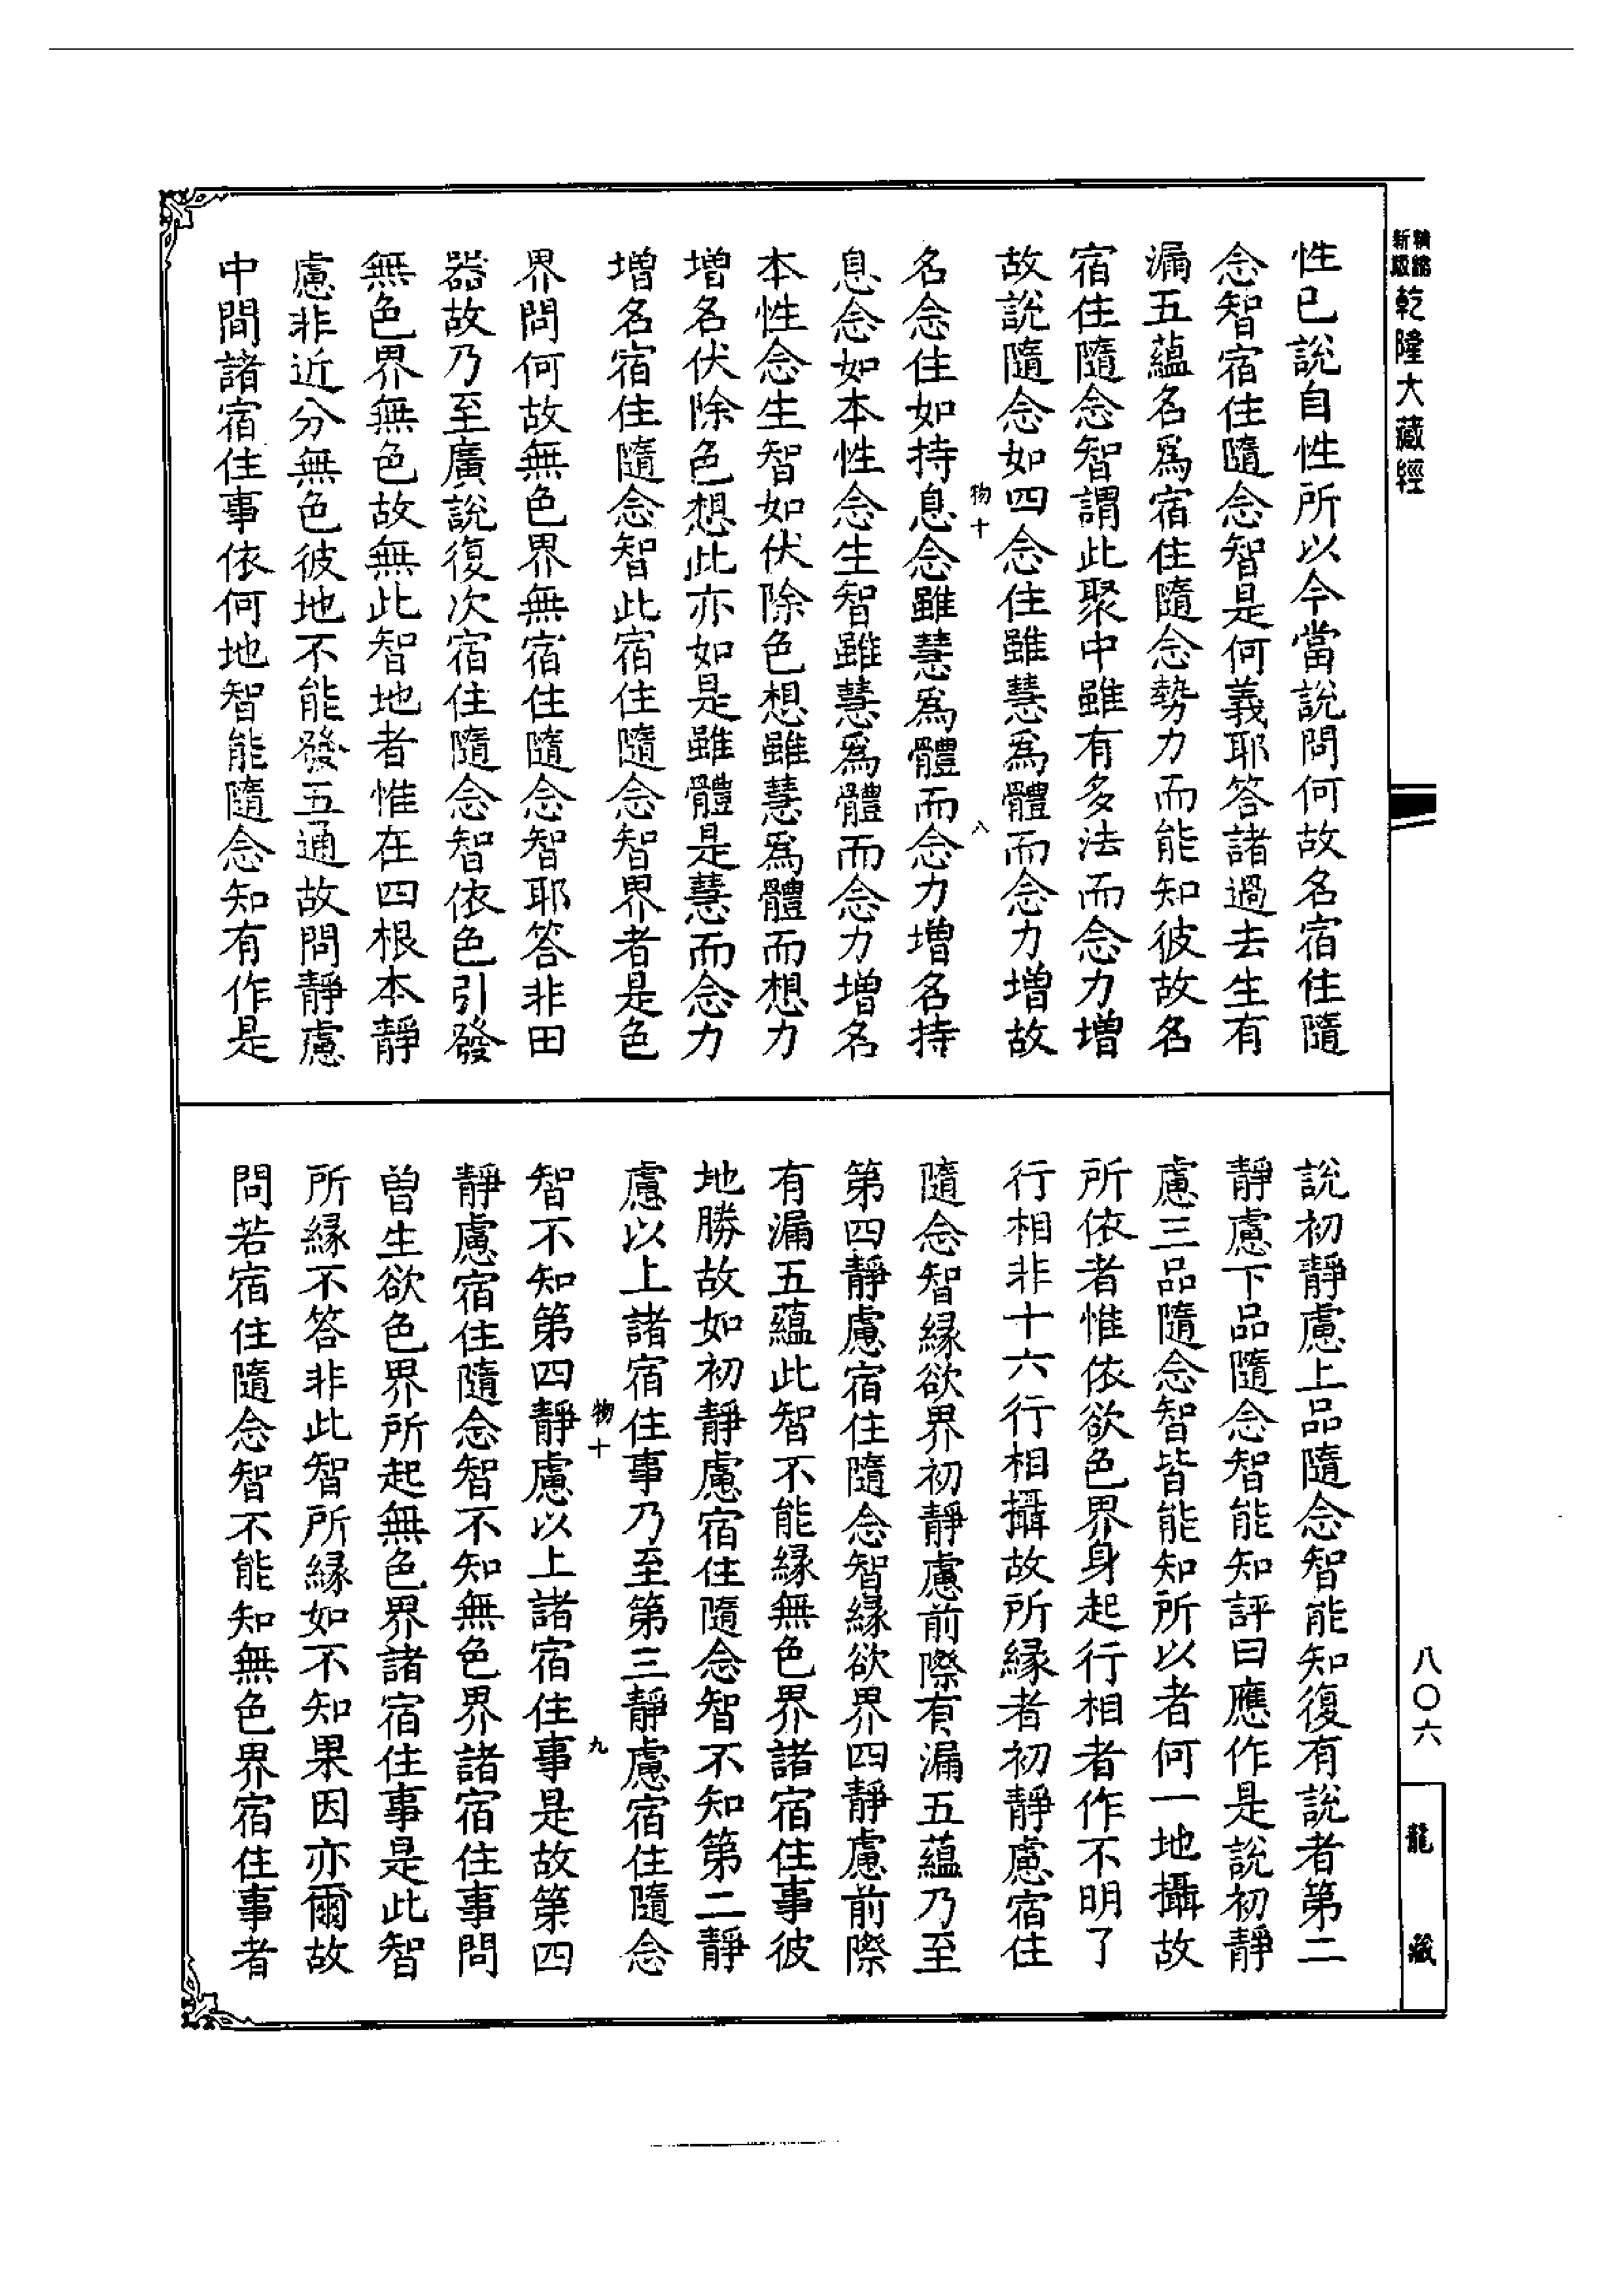 新版
精縮
乾隆大藏經
性已說自性所以今當說問何故名宿住隨
念智宿住隨念智是何義耶答諸過去生有
漏五蘊名爲宿住隨念勢力而能知彼故名
宿住隨念智謂此聚中雖有多法而念力增
故說隨念如四念住雖慧爲體而念力增故
物十 八
名念住如持息念雖慧爲體而念力增名持
息念如本性念生智雖慧爲體而念力增名
本性念生智如伏除色想雖慧爲體而想力
增名伏除色想此亦如是雖體是慧而念力
增名宿住隨念智此宿住隨念智界者是色
界問何故無色界無宿住隨念智耶答非田
器故乃至廣說復次宿住隨念智依色引發
無色界無色故無此智地者惟在四根本靜
慮非近分無色彼地不能發五通故問靜慮
中間諸宿住事依何地智能隨念知有作是
說初靜慮上品隨念智能知復有說者第二
靜慮下品隨念智能知評曰應作是說初靜
慮三品隨念智皆能知所以者何一地攝故
所依者惟依欲色界身起行相者作不明了
行相非十六行相攝故所緣者初靜慮宿住
隨念智緣欲界初靜慮前際有漏五蘊乃至
第四靜慮宿住隨念智緣欲界四靜慮前際
有漏五蘊此智不能緣無色界諸宿住事彼
地勝故如初靜慮宿住隨念智不知第二靜
慮以上諸宿住事乃至第三靜慮宿住隨念
物十 九
智不知第四靜慮以上諸宿住事是故第四
靜慮宿住隨念智不知無色界諸宿住事問
曾生欲色界所起無色界諸宿住事是此智
所緣不答非此智所緣如不知果因亦爾故
問若宿住隨念智不能知無色界宿住事者
八〇六
龍藏